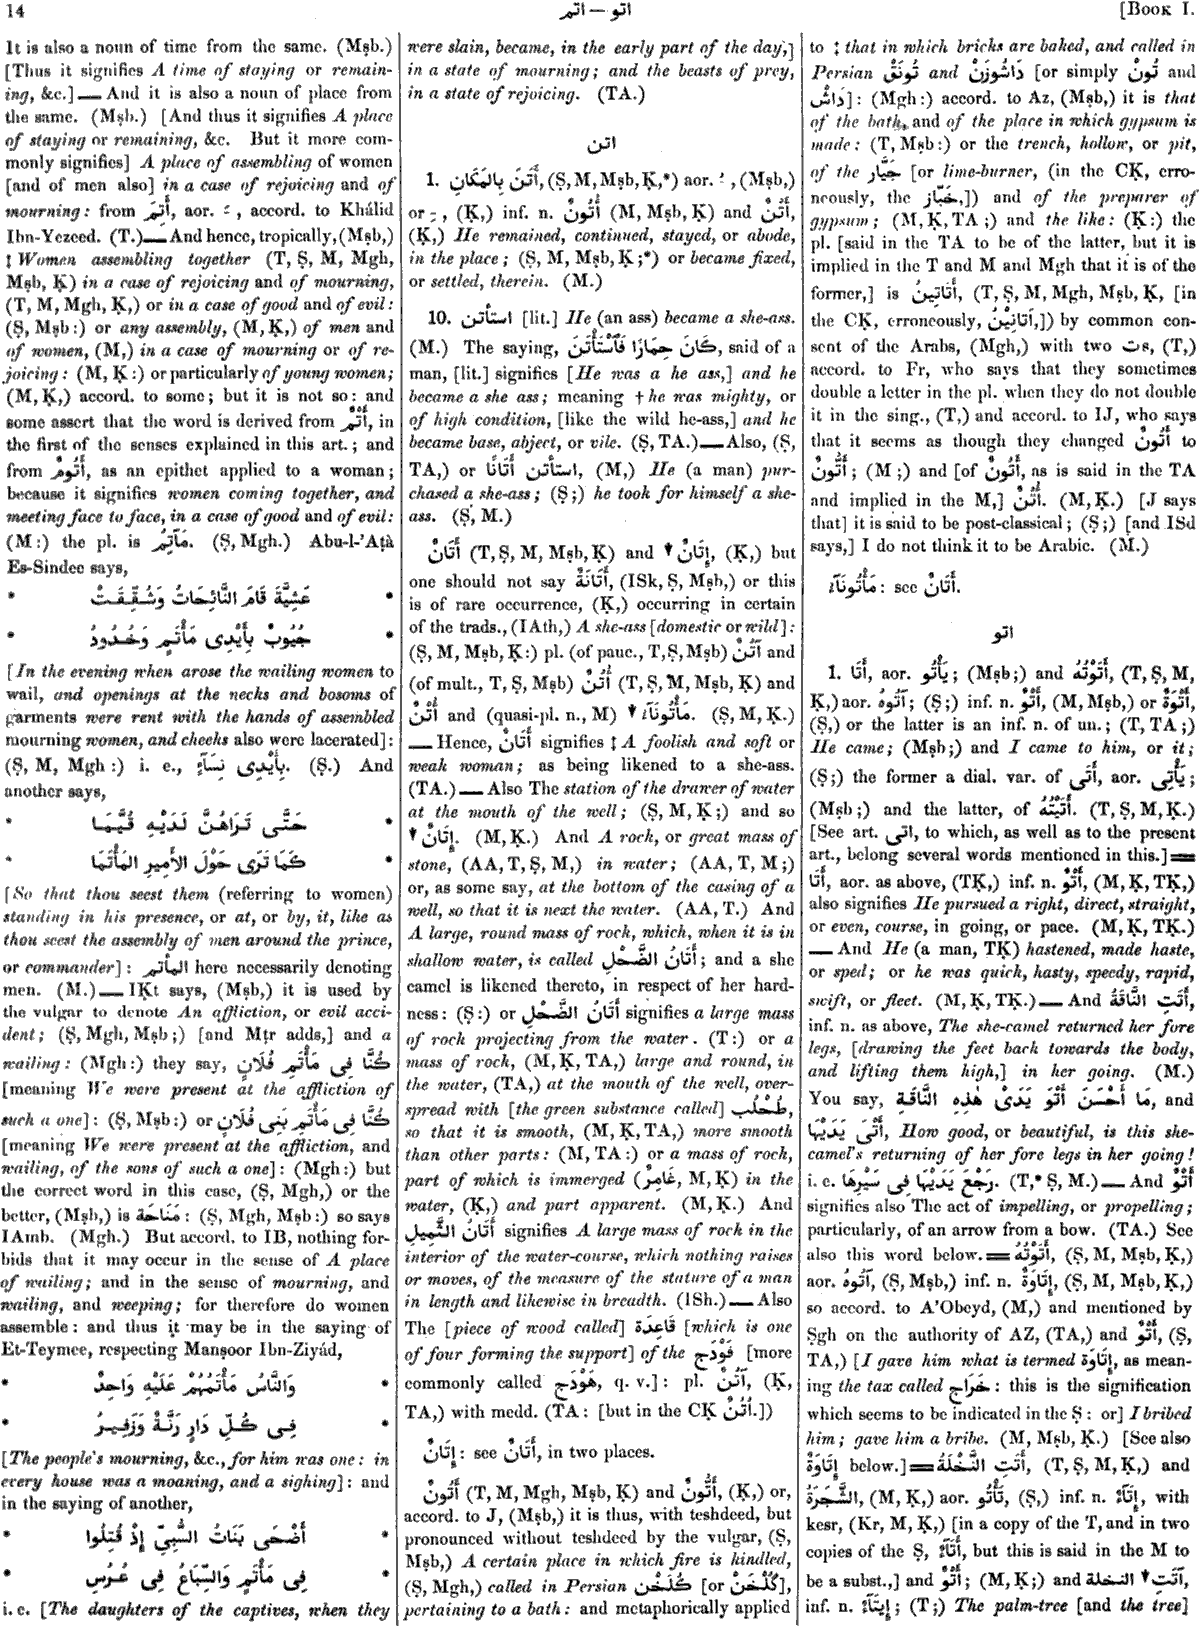 14
اتو — اتم
[BOOK I.
It is also a noun of time from the same. (Mṣb.)
[Thus it signifies A time of staying or remain-
ing, &c.] — And it is also a noun of place from
the same. (Mṣb.) [And thus it signifies A place
of staying or remaining, &c. But it more com-
monly signifies] A place of assembling of women
[and of men also] in a case of rejoicing and of
mourning: from أَتَمَ, aor. ـِ , accord. to Khálid
Ibn-Yezeed. (T.) — And hence, tropically, (Mṣb,)
‡ Women assembling together (T, Ṣ, M, Mgh,
Mṣb, Ḳ) in a case of rejoicing and of mourning,
(T, M, Mgh, Ḳ,) or in a case of good and of evil:
(Ṣ, Mṣb:) or any assembly, (M, Ḳ,) of men and
of women, (M,) in a case of mourning or of re-
joicing: (M, Ḳ:) or particularly of young women;
(M, Ḳ,) accord. to some; but it is not so: and
some assert that the word is derived from أَتْمٌ, in
the first of the senses explained in this art.; and
from أَتُومٌ, as an epithet applied to a woman;
because it signifies women coming together, and
meeting face to face, in a case of good and of evil:
(M:) the pl. is مَآتِمُ. (Ṣ, Mgh.) Abu-l-'Aṭà
Es-Sindee says,
* عَشِيَّةَ قَامَ النَّائِحَاتُ وَشُقِّقَتْ *
* جُيُوبٌ بِأَيْدِى مَأْتَمٍ وَخُدُودُ *
[In the evening when arose the wailing women to
wail, and openings at the necks and bosoms of
garments were rent with the hands of assembled
mourning women, and cheeks also were lacerated]:
(Ṣ, M, Mgh:) i. e., بِأَيْدِى نِسَآءٍ. (Ṣ.) And
another says,
* حَتَّى تَرَاهُنَّ لَدَيْهِ قُيَّمَا *
* كَمَا تَرَى حَوْلَ الأَمِيرِ المَأْتَمَا *
[So that thou seest them (referring to women)
standing in his presence, or at, or by, it, like as
thou seest the assembly of men around the prince,
or commander]: المأتم here necessarily denoting
men. (M.) — IḲt says, (Mṣb,) it is used by
the vulgar to denote An affliction, or evil acci-
dent; (Ṣ, Mgh, Mṣb;) [and Mṭr adds,] and a
wailing: (Mgh:) they say, كُنَّا فِى مَأْتَمِ فُلَانٍ
[meaning We were present at the affliction of
such a one]: (Ṣ, Mṣb:) or كُنَّا فِى مَأْتَمِ بَنِى فُلَانٍ
[meaning We were present at the affliction, and
wailing, of the sons of such a one]: (Mgh:) but
the correct word in this case, (Ṣ, Mgh,) or the
better, (Mṣb,) is مَنَاحَة: (Ṣ, Mgh, Mṣb:) so says
IAmb. (Mgh.) But accord. to IB, nothing for-
bids that it may occur in the sense of A place
of wailing; and in the sense of mourning, and
wailing, and weeping; for therefore do women
assemble: and thus it may be in the saying of
Et-Teymee, respecting Manṣoor Ibn-Ziyád,
* وَالنَّاسُ مَأْتَمُهُمْ عَلَيْهِ وَاحِدٌ *
* فِى كُلِّ دَارٍ رَنَّةٌ وَزَفِيرُ *
[The people's mourning, &c., for him was one: in
every house was a moaning, and a sighing]: and
in the saying of another,
* أَضْحَى بَنَاتُ السُّبِىِّ إِذْ قُتِلُوا *
* فِى مَأْتَمٍ وَالسِّبَاعُ فِى عُرُسِ *
i. e. [The daughters of the captives, when they
were slain, became, in the early part of the day,]
in a state of mourning; and the beasts of prey,
in a state of rejoicing. (TA.)
اتن
1. أَتَنَ بِالمَكَانِ, (Ṣ, M, Mṣb, Ḳ,*) aor. ـُ , (Mṣb,)
or ـِ , (Ḳ,) inf. n. أُتُونٌ (M, Mṣb, Ḳ) and أَتْنٌ,
(Ḳ,) He remained, continued, stayed, or abode,
in the place; (Ṣ, M, Mṣb, Ḳ;*) or became fixed,
or settled, therein. (M.)
10. استأتن [lit.] He (an ass) became a she-ass.
(M.) The saying, كَانَ حِمَارًا فَٱسْتَأْتَنَ, said of a
man, [lit.] signifies [He was a he ass,] and he
became a she ass; meaning † he was mighty, or
of high condition, [like the wild he-ass,] and he
became base, abject, or vile. (Ṣ, TA.) — Also, (Ṣ,
TA,) or استأتن أَتَانًا, (M,) He (a man) pur-
chased a she-ass; (Ṣ;) he took for himself a she-
ass. (Ṣ, M.)
أَتَانٌ (T, Ṣ, M, Mṣb, Ḳ) and ▼ إِتَانٌ, (Ḳ,) but
one should not say أَتَانَةٌ, (ISk, Ṣ, Mṣb,) or this
is of rare occurrence, (Ḳ,) occurring in certain
of the trads., (IAth,) A she-ass [domestic or wild]:
(Ṣ, M, Mṣb, Ḳ:) pl. (of pauc., T, Ṣ, Mṣb) آتُنٌ and
(of mult., T, Ṣ, Mṣb) أُتُنٌ (T, Ṣ, M, Mṣb, Ḳ) and
أُتْنٌ and (quasi-pl. n., M) ▼ مَأْتُونَآءُ. (Ṣ, M, Ḳ.)
— Hence, أَتَانٌ signifies ‡ A foolish and soft or
weak woman; as being likened to a she-ass.
(TA.) — Also The station of the drawer of water
at the mouth of the well; (Ṣ, M, Ḳ;) and so
▼ إِتَانٌ. (M, Ḳ.) And A rock, or great mass of
stone, (AA, T, Ṣ, M,) in water; (AA, T, M;)
or, as some say, at the bottom of the casing of a
well, so that it is next the water. (AA, T.) And
A large, round mass of rock, which, when it is in
shallow water, is called أَتَانُ الضَّحْلِ; and a she
camel is likened thereto, in respect of her hard-
ness: (Ṣ:) or أَتَانُ الضَّحْلِ signifies a large mass
of rock projecting from the water. (T:) or a
mass of rock, (M, Ḳ, TA,) large and round, in
the water, (TA,) at the mouth of the well, over-
spread with [the green substance called] طُحْلُب,
so that it is smooth, (M, Ḳ, TA,) more smooth
than other parts: (M, TA:) or a mass of rock,
part of which is immerged (غَامِرٌ, M, Ḳ) in the
water, (Ḳ,) and part apparent. (M, Ḳ.) And
أَتَانُ الثَّمِيلِ signifies A large mass of rock in the
interior of the water-course, which nothing raises
or moves, of the measure of the stature of a man
in length and likewise in breadth. (ISh.) — Also
The [piece of wood called] قَاعِدَة [which is one
of four forming the support] of the فَوْدَج [more
commonly called هَوْدَج, q. v.]: pl. آتُنٌ, (Ḳ,
TA,) with medd. (TA: [but in the CḲ أُتُنٌ.])
إِتَانٌ: see أَتَانٌ, in two places.
أَتُّونٌ (T, M, Mgh, Mṣb, Ḳ) and أَتُونٌ, (Ḳ,) or,
accord. to J, (Mṣb,) it is thus, with teshdeed, but
pronounced without teshdeed by the vulgar, (Ṣ,
Mṣb,) A certain place in which fire is kindled,
(Ṣ, Mgh,) called in Persian كُلَخْن [or كُلْخَنْ],
pertaining to a bath: and metaphorically applied
to ‡ that in which bricks are baked, and called in
Persian تُونَقْ and دَاشُوزَنْ [or simply تُونْ and
دَاشْ]: (Mgh:) accord. to Az, (Mṣb,) it is that
of the bath, and of the place in which gypsum is
made: (T, Mṣb:) or the trench, hollow, or pit,
of the جَيَّار [or lime-burner, (in the CḲ, erro-
neously, the خَبَّاز,]) and of the preparer of
gypsum; (M, Ḳ, TA;) and the like: (Ḳ:) the
pl. [said in the TA to be of the latter, but it is
implied in the T and M and Mgh that it is of the
former,] is أَتَاتِينُ, (T, Ṣ, M, Mgh, Mṣb, Ḳ, [in
the CḲ, erroneously, اَتانِيْنُ,]) by common con-
sent of the Arabs, (Mgh,) with two ت‍s, (T,)
accord. to Fr, who says that they sometimes
double a letter in the pl. when they do not double
it in the sing., (T,) and accord. to IJ, who says
that it seems as though they changed أَتُونٌ to
أَتُّونٌ; (M;) and [of أَتُونٌ, as is said in the TA
and implied in the M,] أُتُنٌ. (M, Ḳ.) [J says
that] it is said to be post-classical; (Ṣ;) [and ISd
says,] I do not think it to be Arabic. (M.)
مَأْتُونَآءُ: see أَتَانٌ.
اتو
1. أَتَا, aor. يَأْتُو; (Mṣb;) and أَتَوْتُهُ, (T, Ṣ, M,
Ḳ,) aor. آتُوهُ; (Ṣ;) inf. n. أَتْوٌ, (M, Mṣb,) or أَتْوَةٌ,
(Ṣ,) or the latter is an inf. n. of un.; (T, TA;)
He came; (Mṣb;) and I came to him, or it;
(Ṣ;) the former a dial. var. of أَتَى, aor. يَأْتِى;
(Mṣb;) and the latter, of أَتَيْتُهُ. (T, Ṣ, M, Ḳ.)
[See art. اتى, to which, as well as to the present
art., belong several words mentioned in this.] ==
أَتَا, aor. as above, (TḲ,) inf. n. أَتْوٌ, (M, Ḳ, TḲ,)
also signifies He pursued a right, direct, straight,
or even, course, in going, or pace. (M, Ḳ, TḲ.)
— And He (a man, TḲ) hastened, made haste,
or sped; or he was quick, hasty, speedy, rapid,
swift, or fleet. (M, Ḳ, TḲ.) — And أَتَتِ النَّاقَةُ,
inf. n. as above, The she-camel returned her fore
legs, [drawing the feet back towards the body,
and lifting them high,] in her going. (M.)
You say, مَا أَحْسَنَ أَتْوَ يَدَىْ هٰذِهِ النَّاقَةِ, and
أَتْىَ يَدَيْهَا, How good, or beautiful, is this she-
camel's returning of her fore legs in her going!
i. e. رَجْعَ يَدَيْهَا فِى سَيْرِهَا. (T,* Ṣ, M.) — And أَتْوٌ
signifies also The act of impelling, or propelling;
particularly, of an arrow from a bow. (TA.) See
also this word below. == أَتَوْتُهُ, (Ṣ, M, Mṣb, Ḳ,)
aor. آتُوهُ, (Ṣ, Mṣb,) inf. n. إِتَاوَةٌ, (Ṣ, M, Mṣb, Ḳ,)
so accord. to A'Obeyd, (M,) and mentioned by
Ṣgh on the authority of AZ, (TA,) and أَتْوٌ, (Ṣ,
TA,) [I gave him what is termed إِتَاوَة, as mean-
ing the tax called خَرَاج: this is the signification
which seems to be indicated in the Ṣ: or] I bribed
him; gave him a bribe. (M, Mṣb, Ḳ.) [See also
إِتَاوَةٌ below.] == أَتَتِ النَّخْلَةُ, (T, Ṣ, M, Ḳ,) and
الشَّجَرَةُ, (M, Ḳ,) aor. تَأْتُو, (Ṣ,) inf. n. إِتَآءٌ, with
kesr, (Kr, M, Ḳ,) [in a copy of the T, and in two
copies of the Ṣ, أَتَآءٌ, but this is said in the M to
be a subst.,] and أَتْوٌ; (M, Ḳ;) and ▼ آتَتِ النخلة,
inf. n. إِيتَآءٌ; (T;) The palm-tree [and the tree]